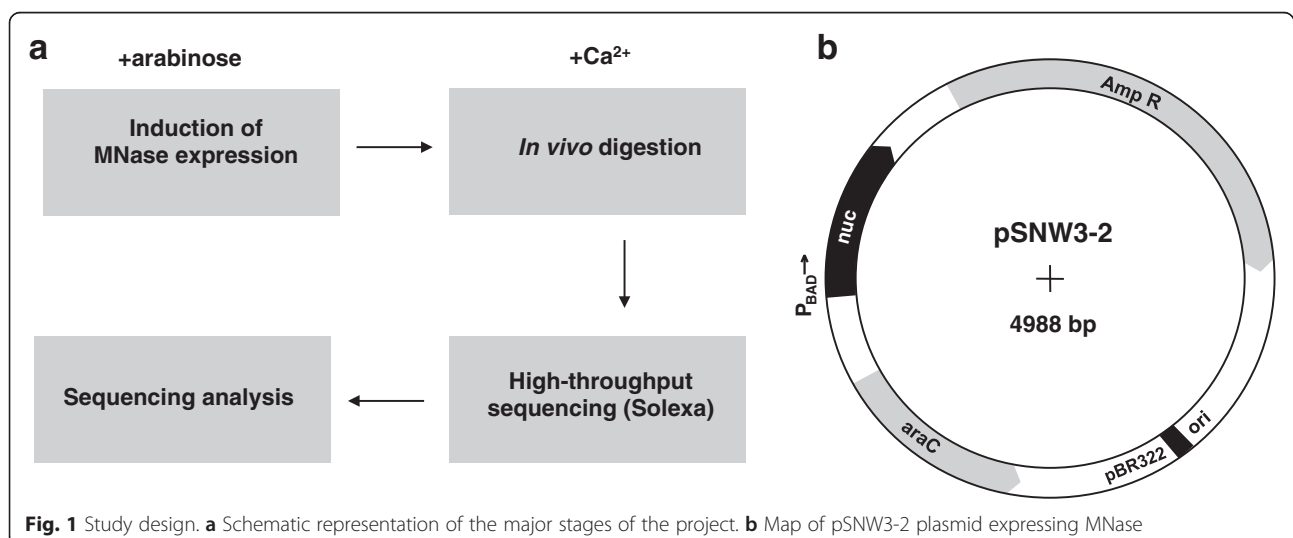 a
+arabinose
+Ca²⁺
Induction of
MNase expression
In vivo digestion
High-throughput
sequencing (Solexa)
Sequencing analysis
b
Amp R
nuc
P_BAD→
pSNW3-2
4988 bp
araC
pBR322
ori
Fig. 1 Study design. a Schematic representation of the major stages of the project. b Map of pSNW3-2 plasmid expressing MNase